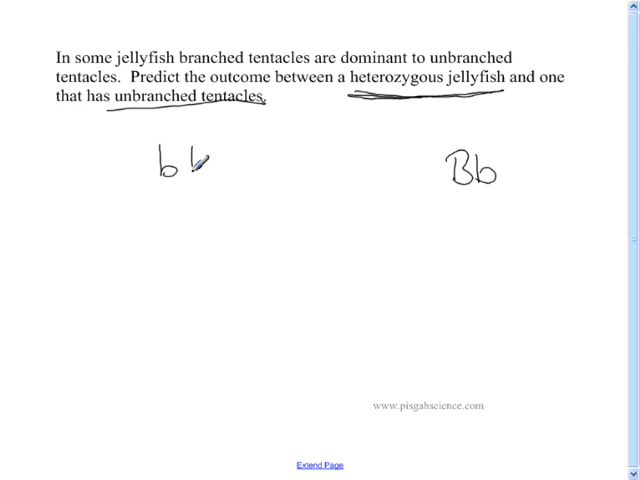 In some jellyfish branched tentacles are dominant to unbranched
tentacles. Predict the outcome between a heterozygous jellyfish and one
that has unbranched tentacles.
b b Bb
www.pisgahscience.com
Extend Page